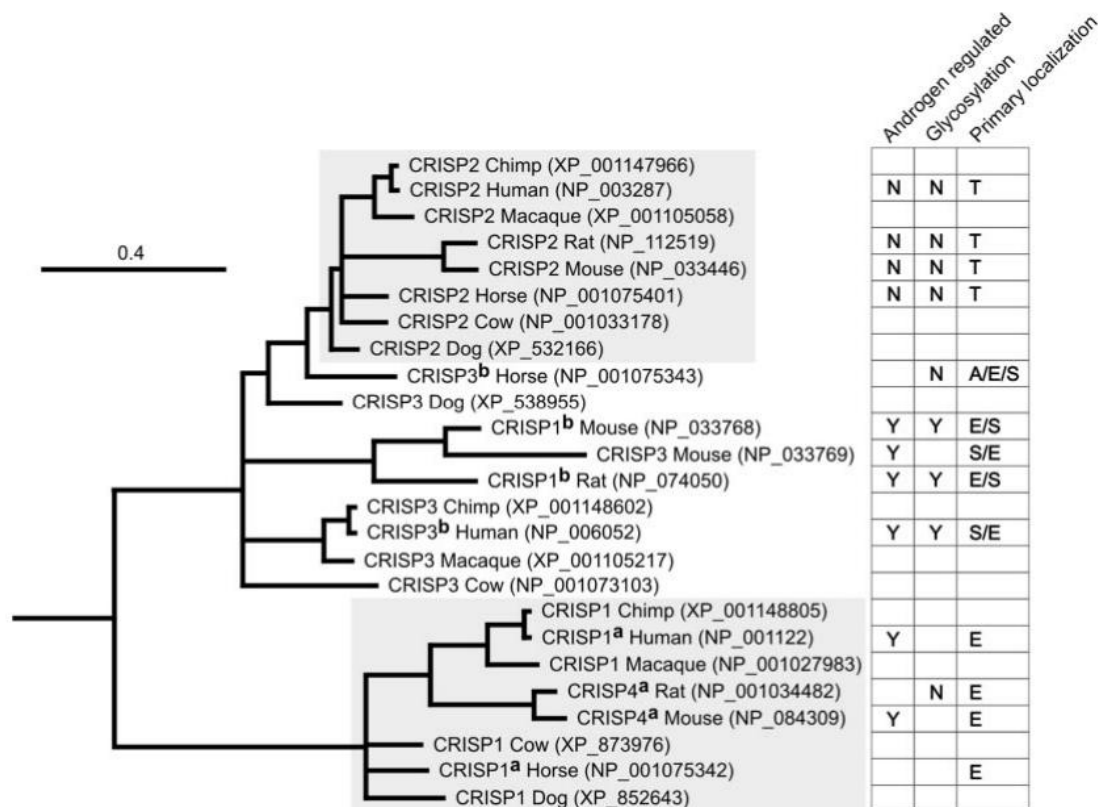 Androgen regulated
Glycosylation
Primary localization
CRISP2 Chimp (XP_001147966)
CRISP2 Human (NP_003287) N N T
CRISP2 Macaque (XP_001105058)
0.4
CRISP2 Rat (NP_112519) N N T
CRISP2 Mouse (NP_033446) N N T
CRISP2 Horse (NP_001075401) N N T
CRISP2 Cow (NP_001033178)
CRISP2 Dog (XP_532166)
CRISP3b Horse (NP_001075343) N A/E/S
CRISP3 Dog (XP_538955)
CRISP1b Mouse (NP_033768) Y Y E/S
CRISP3 Mouse (NP_033769) Y S/E
CRISP1b Rat (NP_074050) Y Y E/S
CRISP3 Chimp (XP_001148602)
CRISP3b Human (NP_006052) Y Y S/E
CRISP3 Macaque (XP_001105217)
CRISP3 Cow (NP_001073103)
CRISP1 Chimp (XP_001148805)
CRISP1a Human (NP_001122) Y E
CRISP1 Macaque (NP_001027983)
CRISP4a Rat (NP_001034482) N E
CRISP4a Mouse (NP_084309) Y E
CRISP1 Cow (XP_873976)
CRISP1a Horse (NP_001075342) E
CRISP1 Dog (XP_852643)